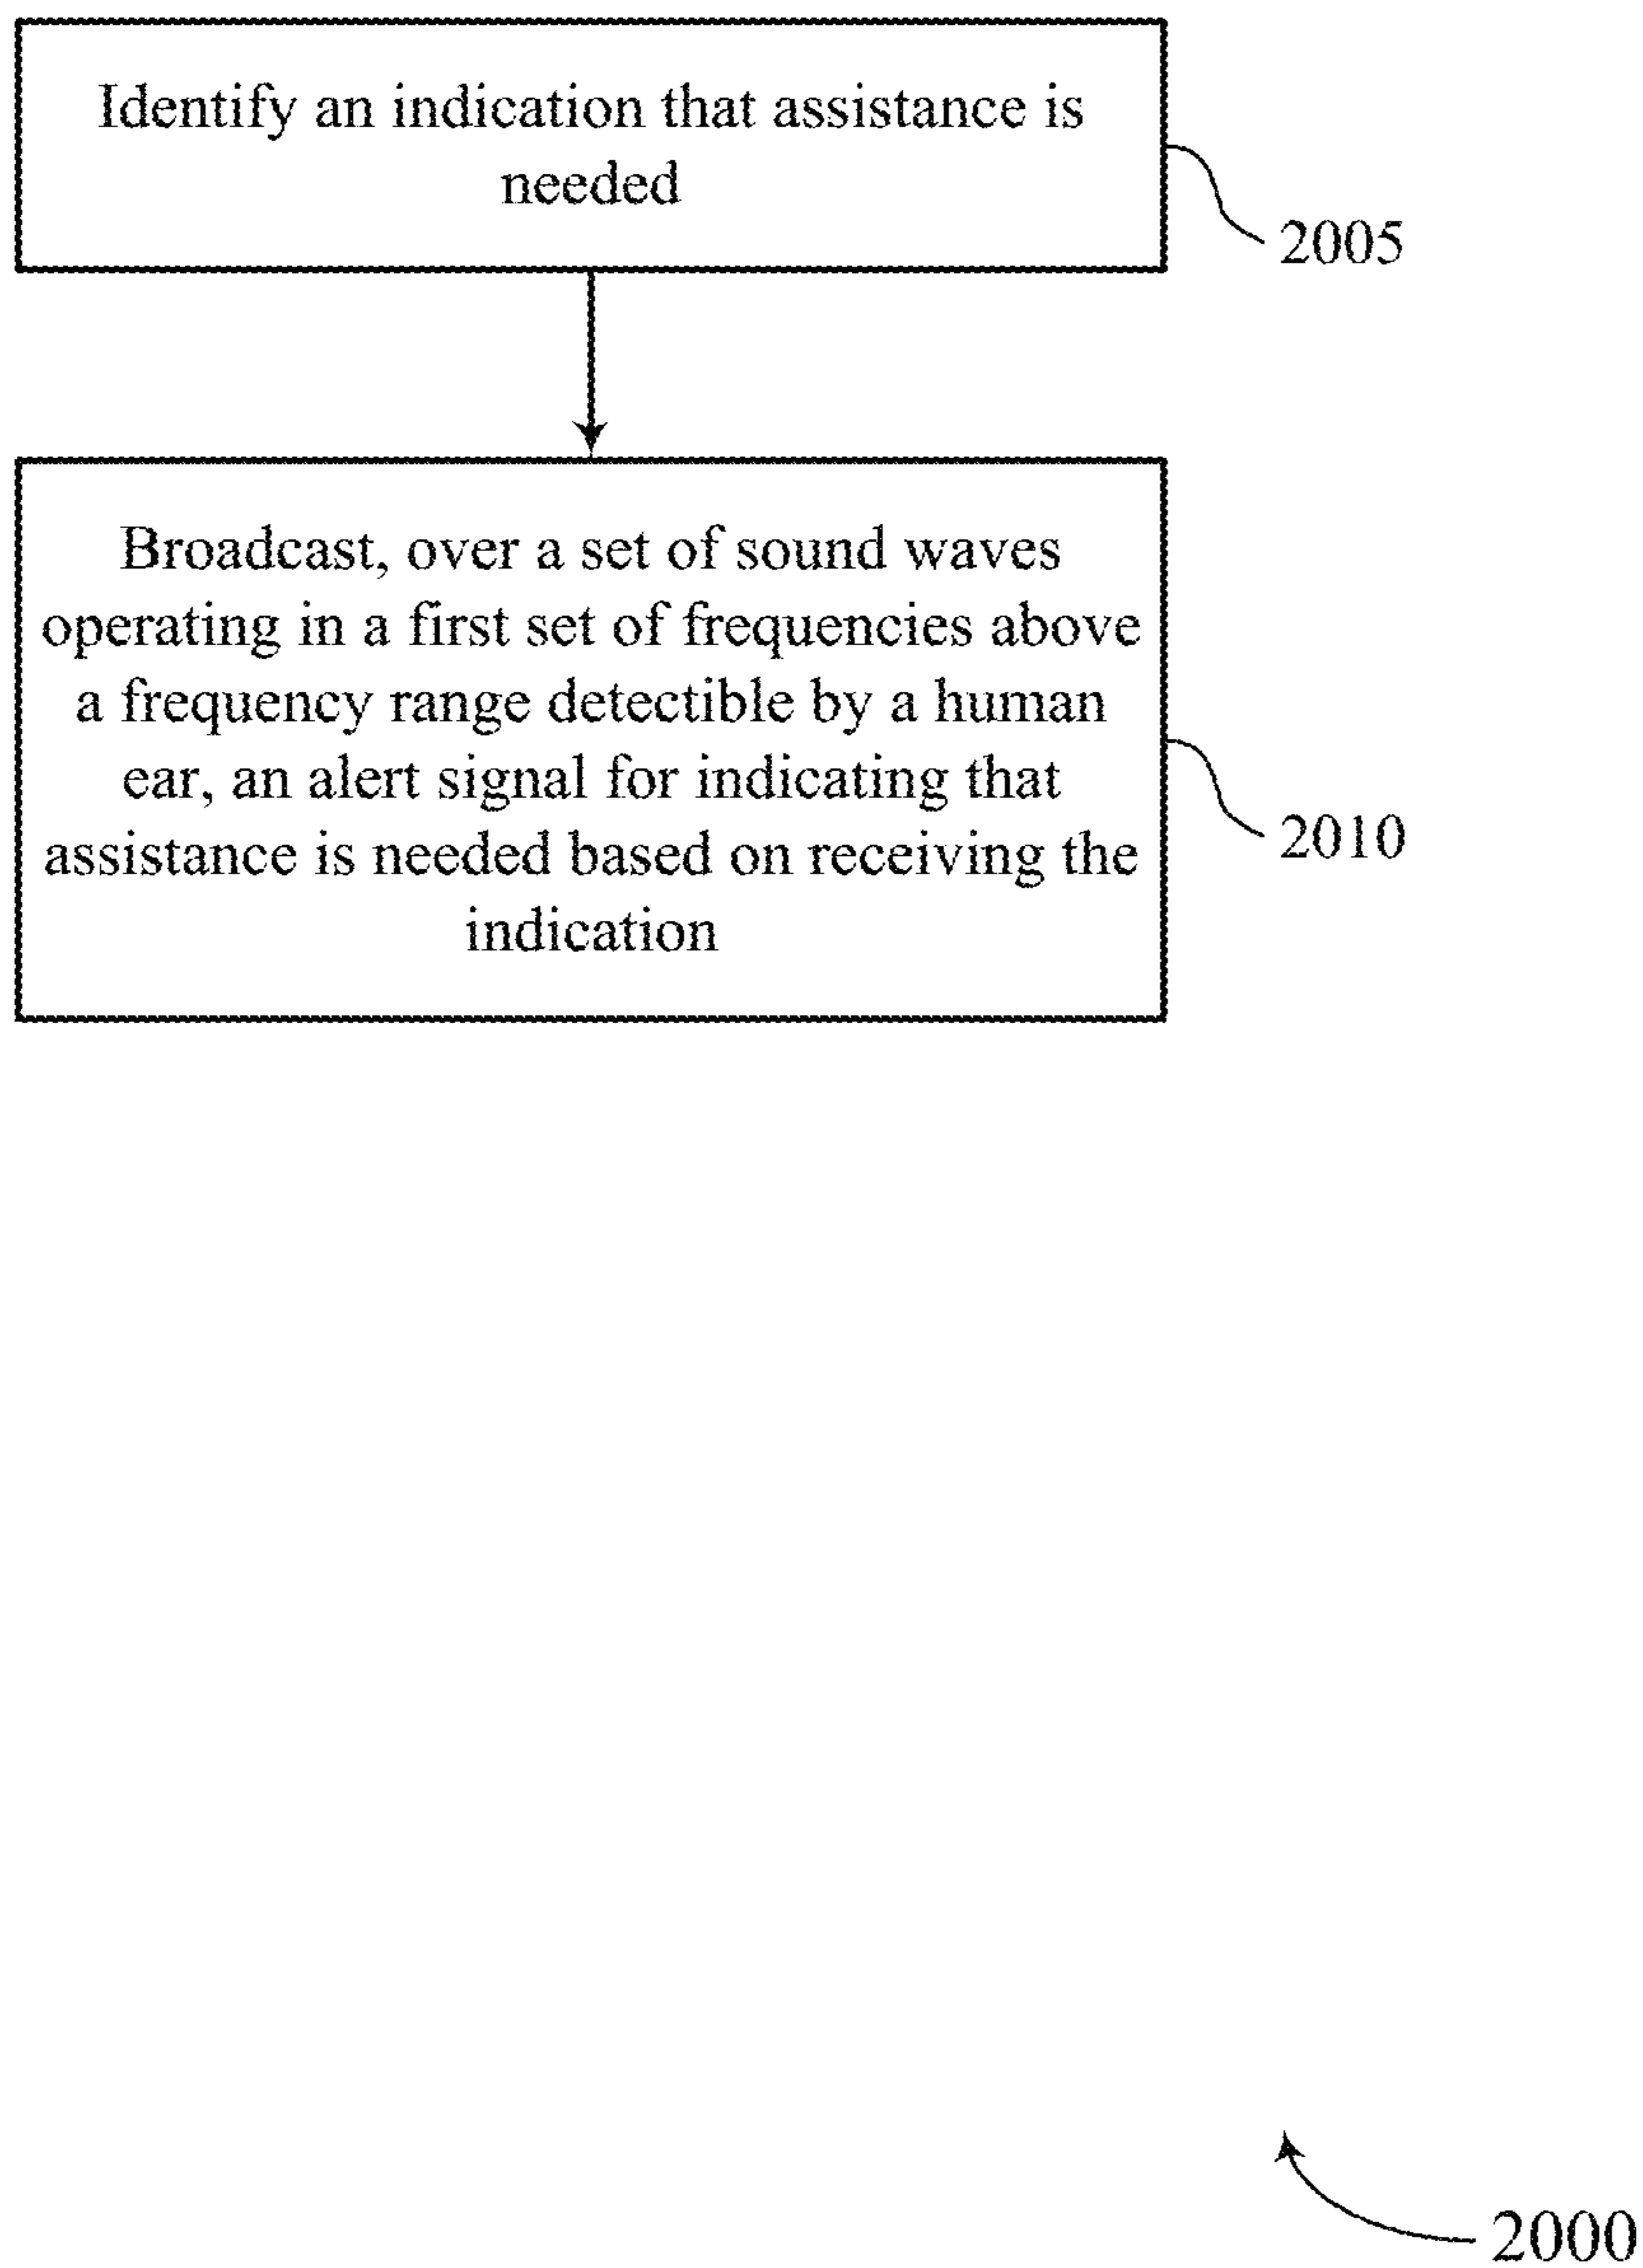 Identify an indication that assistance is
needed
2005
Broadcast, over a set of sound waves
operating in a first set of frequencies above
a frequency range detectible by a human
ear, an alert signal for indicating that
assistance is needed based on receiving the
indication
2010
2000